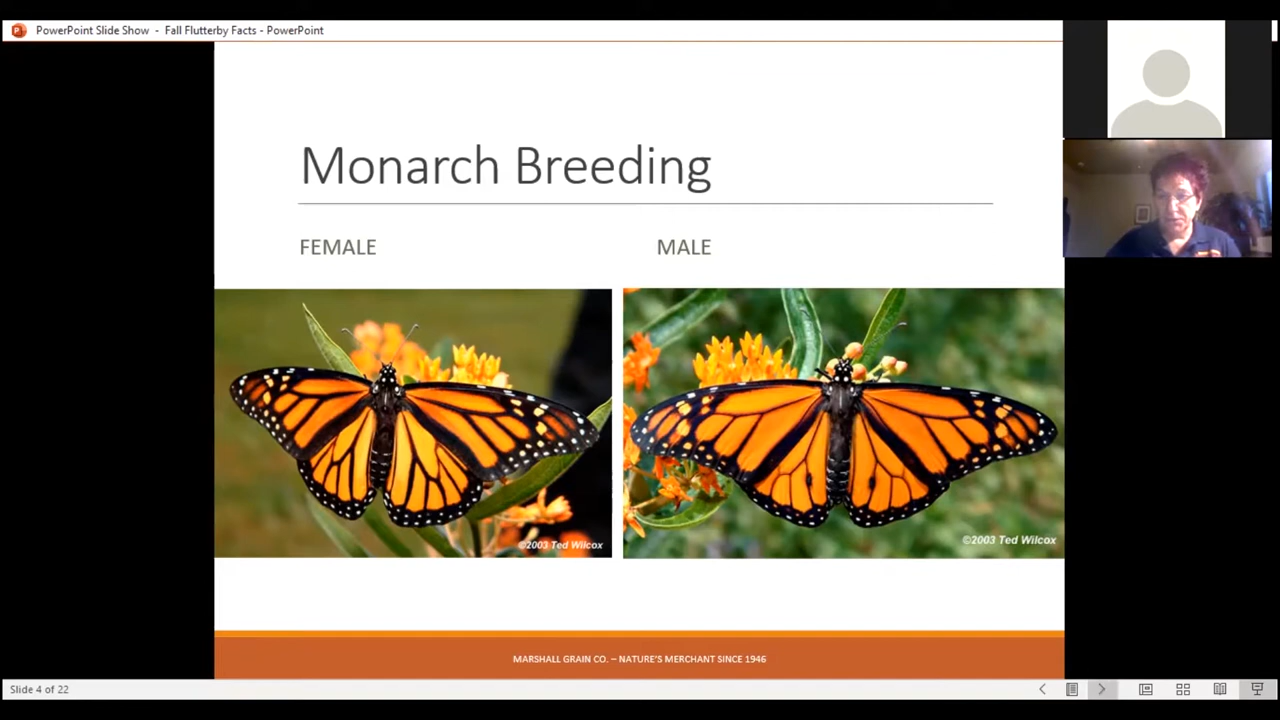 PowerPoint Slide Show - Fall Flutterby Facts - PowerPoint
Monarch Breeding
FEMALE
MALE
©2003 Ted Wilcox
©2003 Ted Wilcox
MARSHALL GRAIN CO. – NATURE'S MERCHANT SINCE 1946
Slide 4 of 22